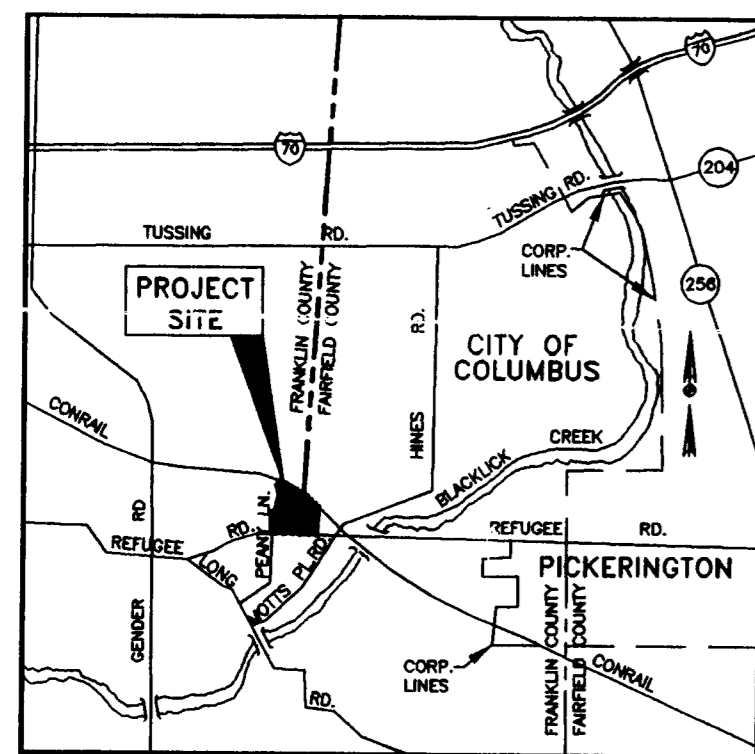 70
70
204
TUSSING RD.
TUSSING RD.
CORP.
LINES
256
PROJECT
SITE
FRANKLIN COUNTY
FAIRFIELD COUNTY
HINES RD.
CITY OF
COLUMBUS
CONRAIL
BLACKLICK CREEK
GENDER RD
REFUGEE RD.
PEANY LN.
LONG RD.
MOTTS PL.RD.
REFUGEE RD.
PICKERINGTON
CORP.
LINES
FRANKLIN COUNTY
FAIRFIELD COUNTY
CONRAIL